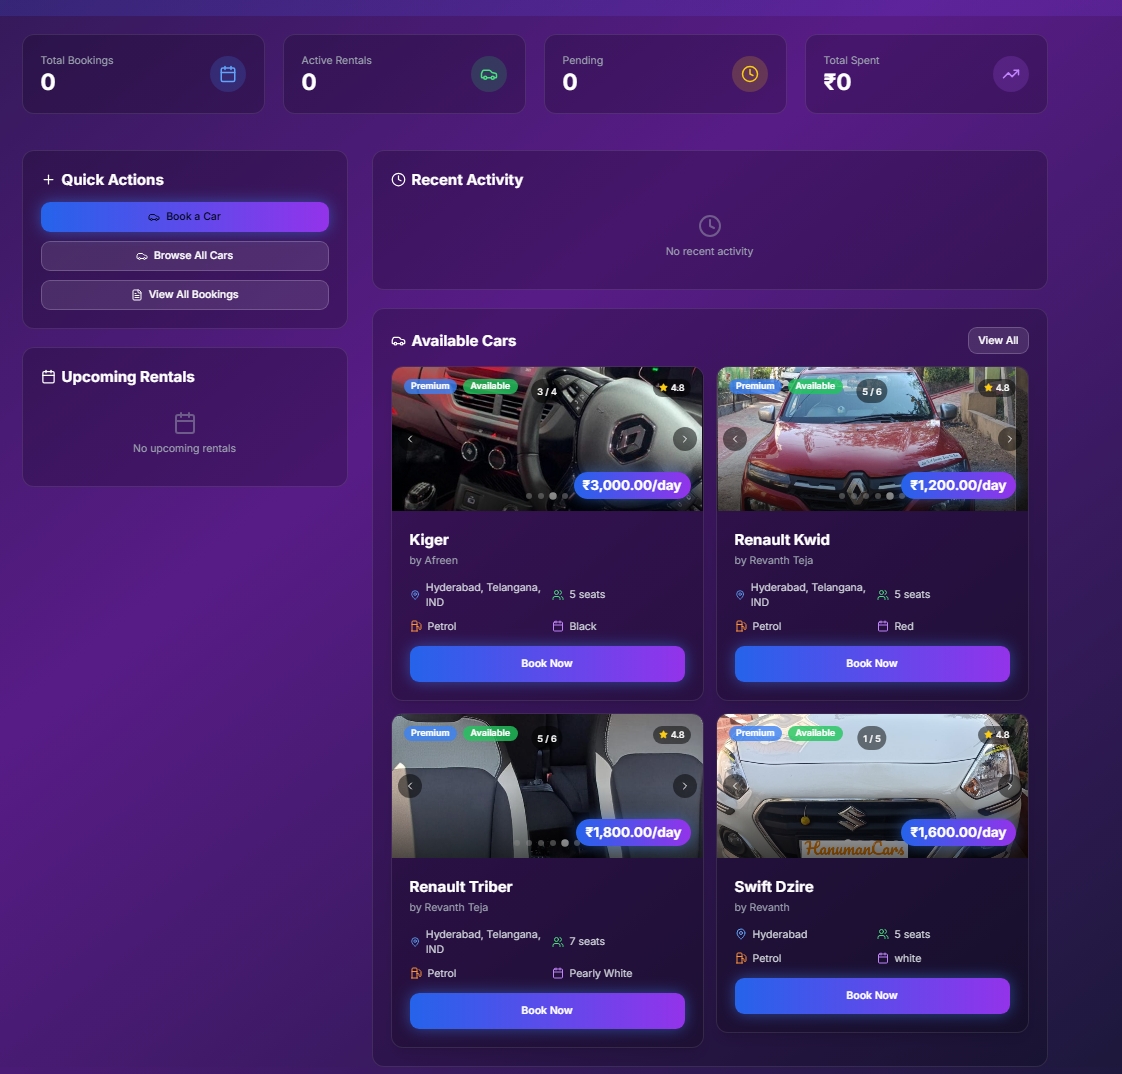 Total Bookings
0
Active Rentals
0
Pending
0
Total Spent
₹0
Quick Actions
Book a Car
Browse All Cars
View All Bookings
Upcoming Rentals
No upcoming rentals
Recent Activity
No recent activity
Available Cars
View All
Premium
Available
3 / 4
4.8
₹3,000.00/day
Kiger
by Afreen
Hyderabad, Telangana,
IND
5 seats
Petrol
Black
Book Now
Premium
Available
5 / 6
4.8
₹1,200.00/day
Renault Kwid
by Revanth Teja
Hyderabad, Telangana,
IND
5 seats
Petrol
Red
Book Now
Premium
Available
5 / 6
4.8
₹1,800.00/day
Renault Triber
by Revanth Teja
Hyderabad, Telangana,
IND
7 seats
Petrol
Pearly White
Book Now
Premium
Available
1 / 5
4.8
HanumanCars
₹1,600.00/day
Swift Dzire
by Revanth
Hyderabad
5 seats
Petrol
white
Book Now